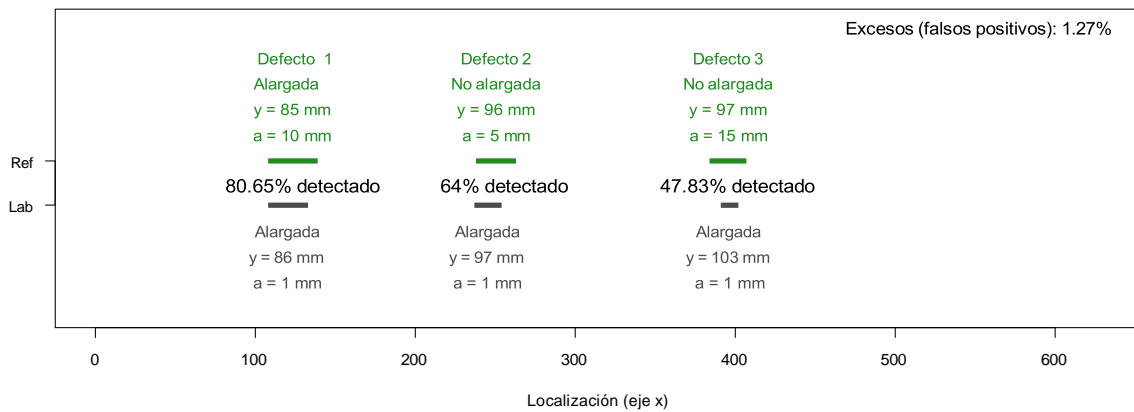 Excesos (falsos positivos): 1.27%
Defecto 1
Alargada
y = 85 mm
a = 10 mm
Defecto 2
No alargada
y = 96 mm
a = 5 mm
Defecto 3
No alargada
y = 97 mm
a = 15 mm
Ref
80.65% detectado
64% detectado
47.83% detectado
Lab
Alargada
y = 86 mm
a = 1 mm
Alargada
y = 97 mm
a = 1 mm
Alargada
y = 103 mm
a = 1 mm
0 100 200 300 400 500 600
Localización (eje x)